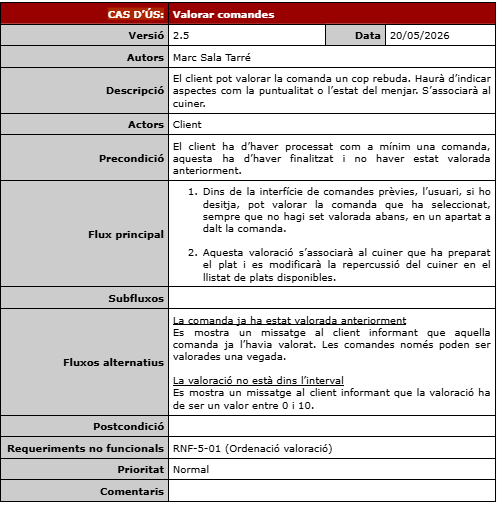 CAS D'ÚS: Valorar comandes
Versió 2.5 Data 20/05/2026
Autors Marc Sala Tarré
Descripció
El client pot valorar la comanda un cop rebuda. Haurà d'indicar
aspectes com la puntualitat o l'estat del menjar. S'associarà al
cuiner.
Actors Client
Precondició
El client ha d'haver processat com a mínim una comanda,
aquesta ha d'haver finalitzat i no haver estat valorada
anteriorment.
Flux principal
1. Dins de la interfície de comandes prèvies, l'usuari, si ho
desitja, pot valorar la comanda que ha seleccionat,
sempre que no hagi set valorada abans, en un apartat a
dalt la comanda.
2. Aquesta valoració s'associarà al cuiner que ha preparat
el plat i es modificarà la repercussió del cuiner en el
llistat de plats disponibles.
Subfluxos
Fluxos alternatius
La comanda ja ha estat valorada anteriorment
Es mostra un missatge al client informant que aquella
comanda ja l'havia valorat. Les comandes només poden ser
valorades una vegada.
La valoració no està dins l'interval
Es mostra un missatge al client informant que la valoració ha
de ser un valor entre 0 i 10.
Postcondició
Requeriments no funcionals RNF-5-01 (Ordenació valoració)
Prioritat Normal
Comentaris